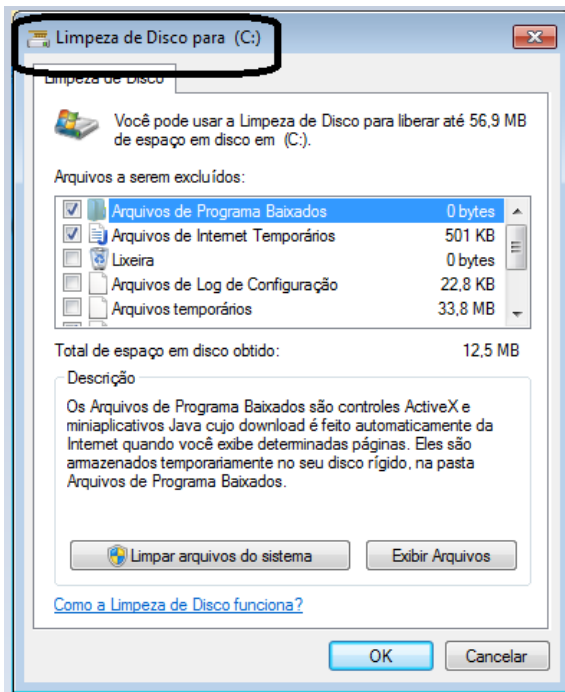 Limpeza de Disco para (C:)
Limpeza de Disco
Você pode usar a Limpeza de Disco para liberar até 56,9 MB
de espaço em disco em (C:).
Arquivos a serem excluídos:
Arquivos de Programa Baixados 0 bytes
Arquivos de Internet Temporários 501 KB
Lixeira 0 bytes
Arquivos de Log de Configuração 22,8 KB
Arquivos temporários 33,8 MB
Total de espaço em disco obtido: 12,5 MB
Descrição
Os Arquivos de Programa Baixados são controles ActiveX e
miniaplicativos Java cujo download é feito automaticamente da
Internet quando você exibe determinadas páginas. Eles são
armazenados temporariamente no seu disco rígido, na pasta
Arquivos de Programa Baixados.
Limpar arquivos do sistema Exibir Arquivos
Como a Limpeza de Disco funciona?
OK Cancelar